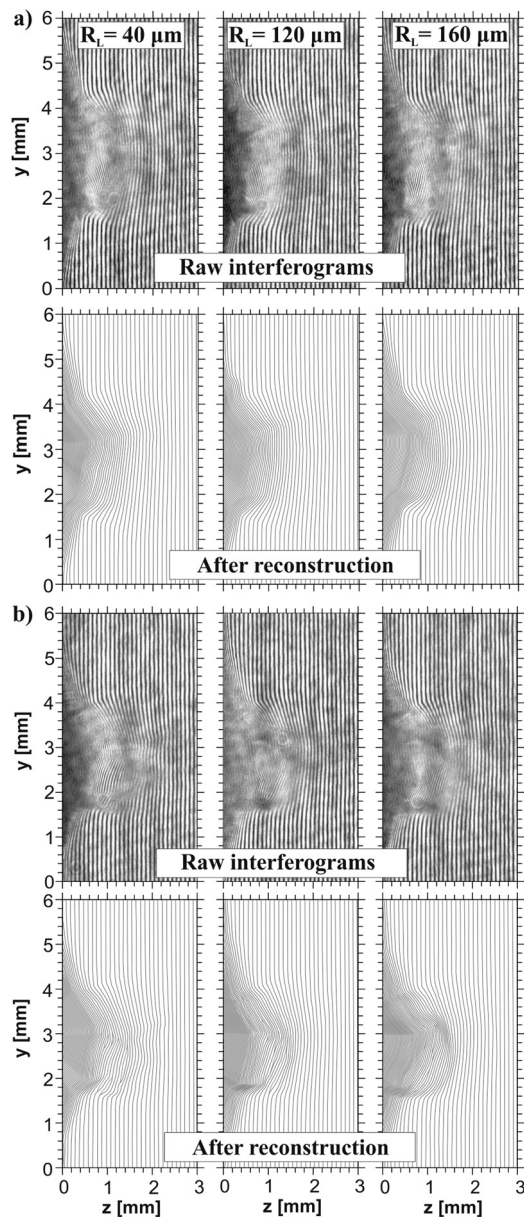 a)
R_L= 40 µm R_L= 120 µm R_L= 160 µm
6
5
4
3
2
1
0
y [mm]
Raw interferograms
6
5
4
3
2
1
0
y [mm]
After reconstruction
b)
6
5
4
3
2
1
0
y [mm]
Raw interferograms
6
5
4
3
2
1
0
y [mm]
After reconstruction
0 1 2 3 0 1 2 3 0 1 2 3
z [mm] z [mm] z [mm]